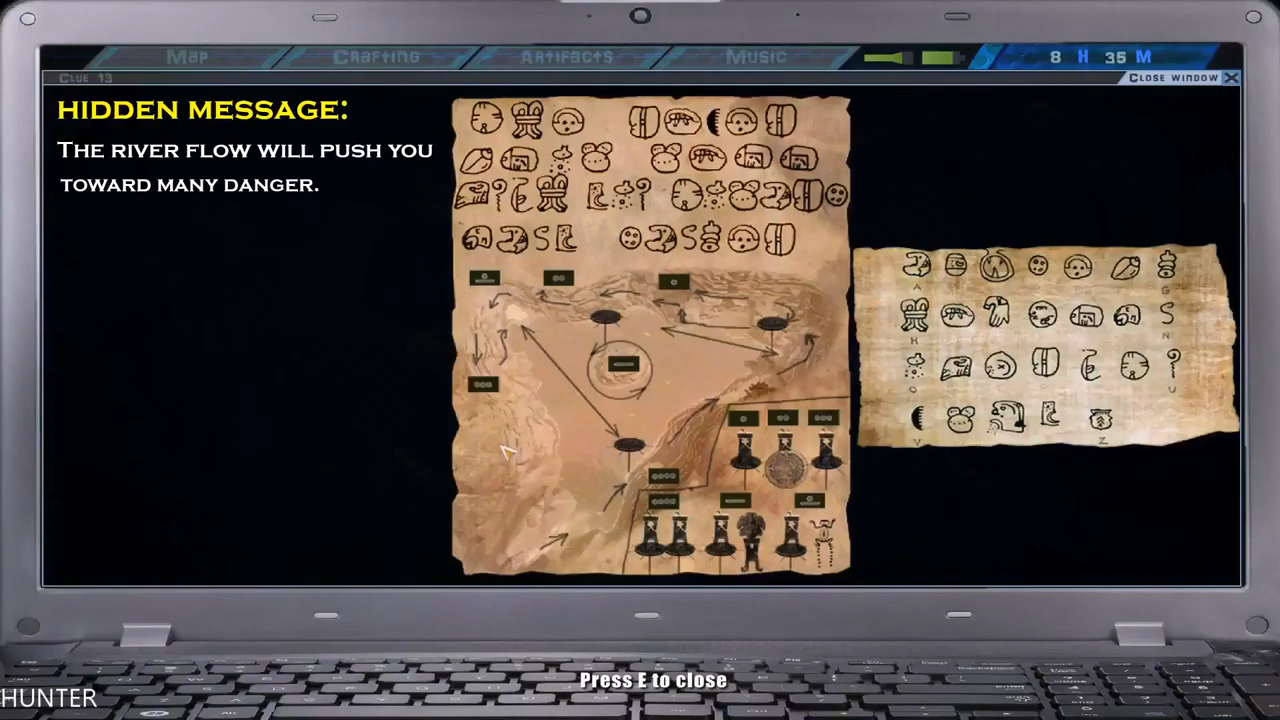 Map Crafting Artifacts Music 8 H 35 M
Clue 13 Close Window
HIDDEN MESSAGE:
The river flow will push you
toward many danger.
A G
H N
Q U
V Z
Press E to close
HUNTER